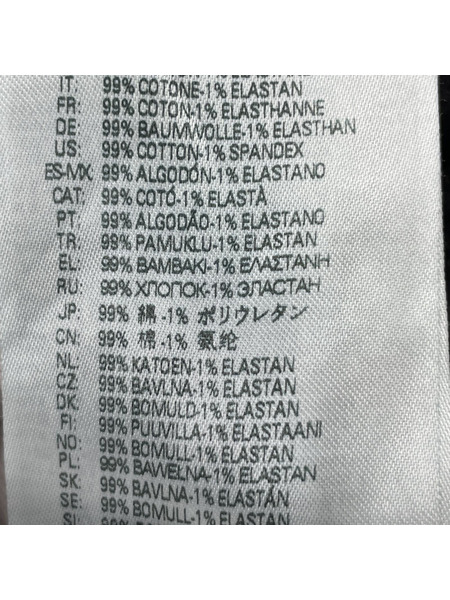 IT: 99% COTONE-1% ELASTAN
FR: 99% COTON-1% ELASTHANNE
DE: 99% BAUMWOLLE-1% ELASTHAN
US: 99% COTTON-1% SPANDEX
ES-MX: 99% ALGODÓN-1% ELASTANO
CAT: 99% COTÓ-1% ELASTÀ
PT: 99% ALGODÃO-1% ELASTANO
TR: 99% PAMUKLU-1% ELASTAN
EL: 99% ΒΑΜΒΑΚΙ-1% ΕΛΑΣΤΑΝΗ
RU: 99% ХЛОПОК-1% ЭЛАСТАН
JP: 99% 綿 -1% ポリウレタン
CN: 99% 棉 -1% 氨纶
NL: 99% KATOEN-1% ELASTAN
CZ: 99% BAVLNA-1% ELASTAN
DK: 99% BOMULD-1% ELASTAN
FI: 99% PUUVILLA-1% ELASTAANI
NO: 99% BOMULL-1% ELASTAN
PL: 99% BAWEŁNA-1% ELASTAN
SK: 99% BAVLNA-1% ELASTÁN
SE: 99% BOMULL-1% ELASTAN
99% BOMBAŽ-1% ELASTAN